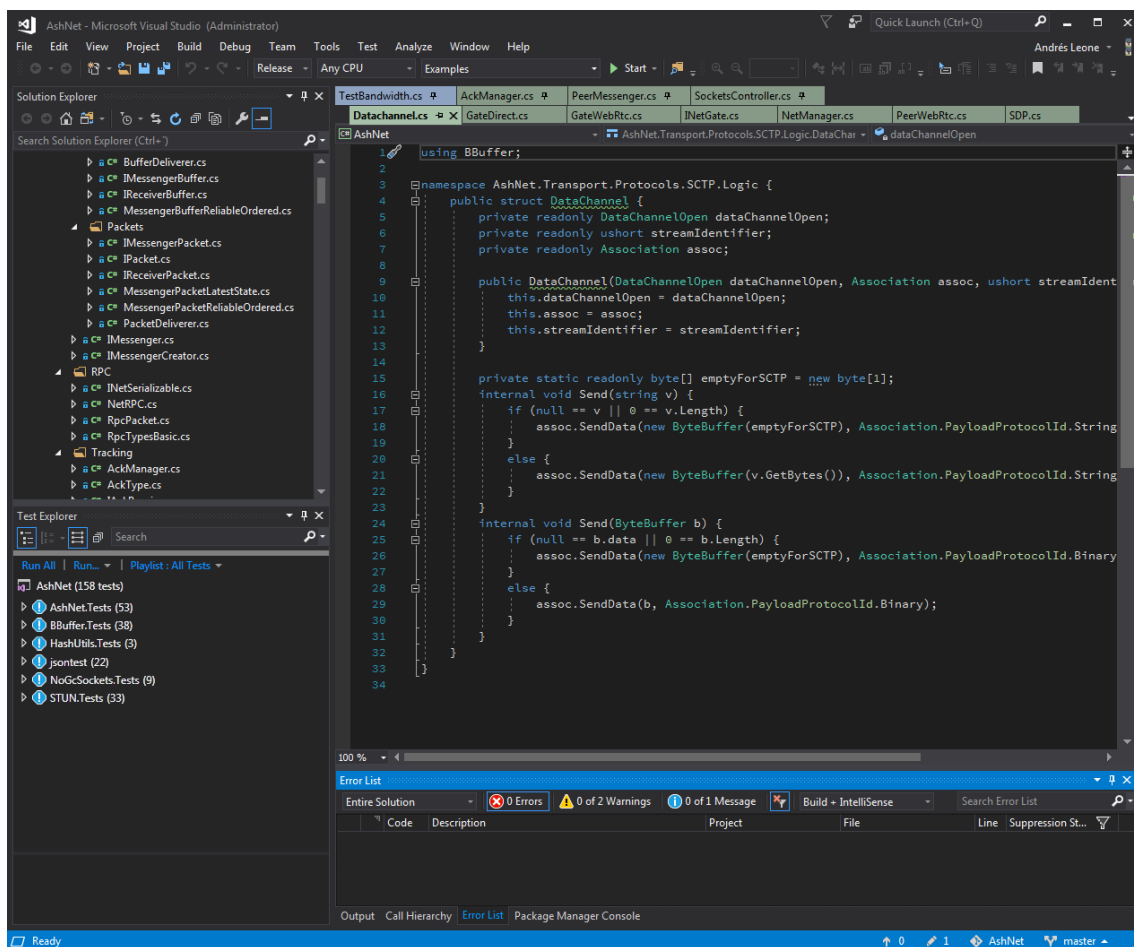 AshNet - Microsoft Visual Studio (Administrator)
Quick Launch (Ctrl+Q)
File Edit View Project Build Debug Team Tools Test Analyze Window Help
Andrés Leone
Release Any CPU Examples Start
Solution Explorer
Search Solution Explorer (Ctrl+')
BufferDeliverer.cs
IMessengerBuffer.cs
IReceiverBuffer.cs
MessengerBufferReliableOrdered.cs
Packets
IMessengerPacket.cs
IPacket.cs
IReceiverPacket.cs
MessengerPacketLatestState.cs
MessengerPacketReliableOrdered.cs
PacketDeliverer.cs
IMessenger.cs
IMessengerCreator.cs
RPC
INetSerializable.cs
NetRPC.cs
RpcPacket.cs
RpcTypesBasic.cs
Tracking
AckManager.cs
AckType.cs
Test Explorer
Search
Run All | Run... | Playlist : All Tests
AshNet (158 tests)
AshNet.Tests (53)
BBuffer.Tests (38)
HashUtils.Tests (3)
jsontest (22)
NoGcSockets.Tests (9)
STUN.Tests (33)
TestBandwidth.cs AckManager.cs PeerMessenger.cs SocketsController.cs
Datachannel.cs GateDirect.cs GateWebRtc.cs INetGate.cs NetManager.cs PeerWebRtc.cs SDP.cs
AshNet AshNet.Transport.Protocols.SCTP.Logic.DataChar dataChannelOpen
1 using BBuffer;
2
3 namespace AshNet.Transport.Protocols.SCTP.Logic {
4 public struct DataChannel {
5 private readonly DataChannelOpen dataChannelOpen;
6 private readonly ushort streamIdentifier;
7 private readonly Association assoc;
8
9 public DataChannel(DataChannelOpen dataChannelOpen, Association assoc, ushort streamIdent
10 this.dataChannelOpen = dataChannelOpen;
11 this.assoc = assoc;
12 this.streamIdentifier = streamIdentifier;
13 }
14
15 private static readonly byte[] emptyForSCTP = new byte[1];
16 internal void Send(string v) {
17 if (null == v || 0 == v.Length) {
18 assoc.SendData(new ByteBuffer(emptyForSCTP), Association.PayloadProtocolId.String
19 }
20 else {
21 assoc.SendData(new ByteBuffer(v.GetBytes()), Association.PayloadProtocolId.String
22 }
23 }
24 internal void Send(ByteBuffer b) {
25 if (null == b.data || 0 == b.Length) {
26 assoc.SendData(new ByteBuffer(emptyForSCTP), Association.PayloadProtocolId.Binary
27 }
28 else {
29 assoc.SendData(b, Association.PayloadProtocolId.Binary);
30 }
31 }
32 }
33 }
34
100 %
Error List
Entire Solution 0 Errors 0 of 2 Warnings 0 of 1 Message Build + IntelliSense Search Error List
Code Description Project File Line Suppression St...
Output Call Hierarchy Error List Package Manager Console
Ready 0 1 AshNet master